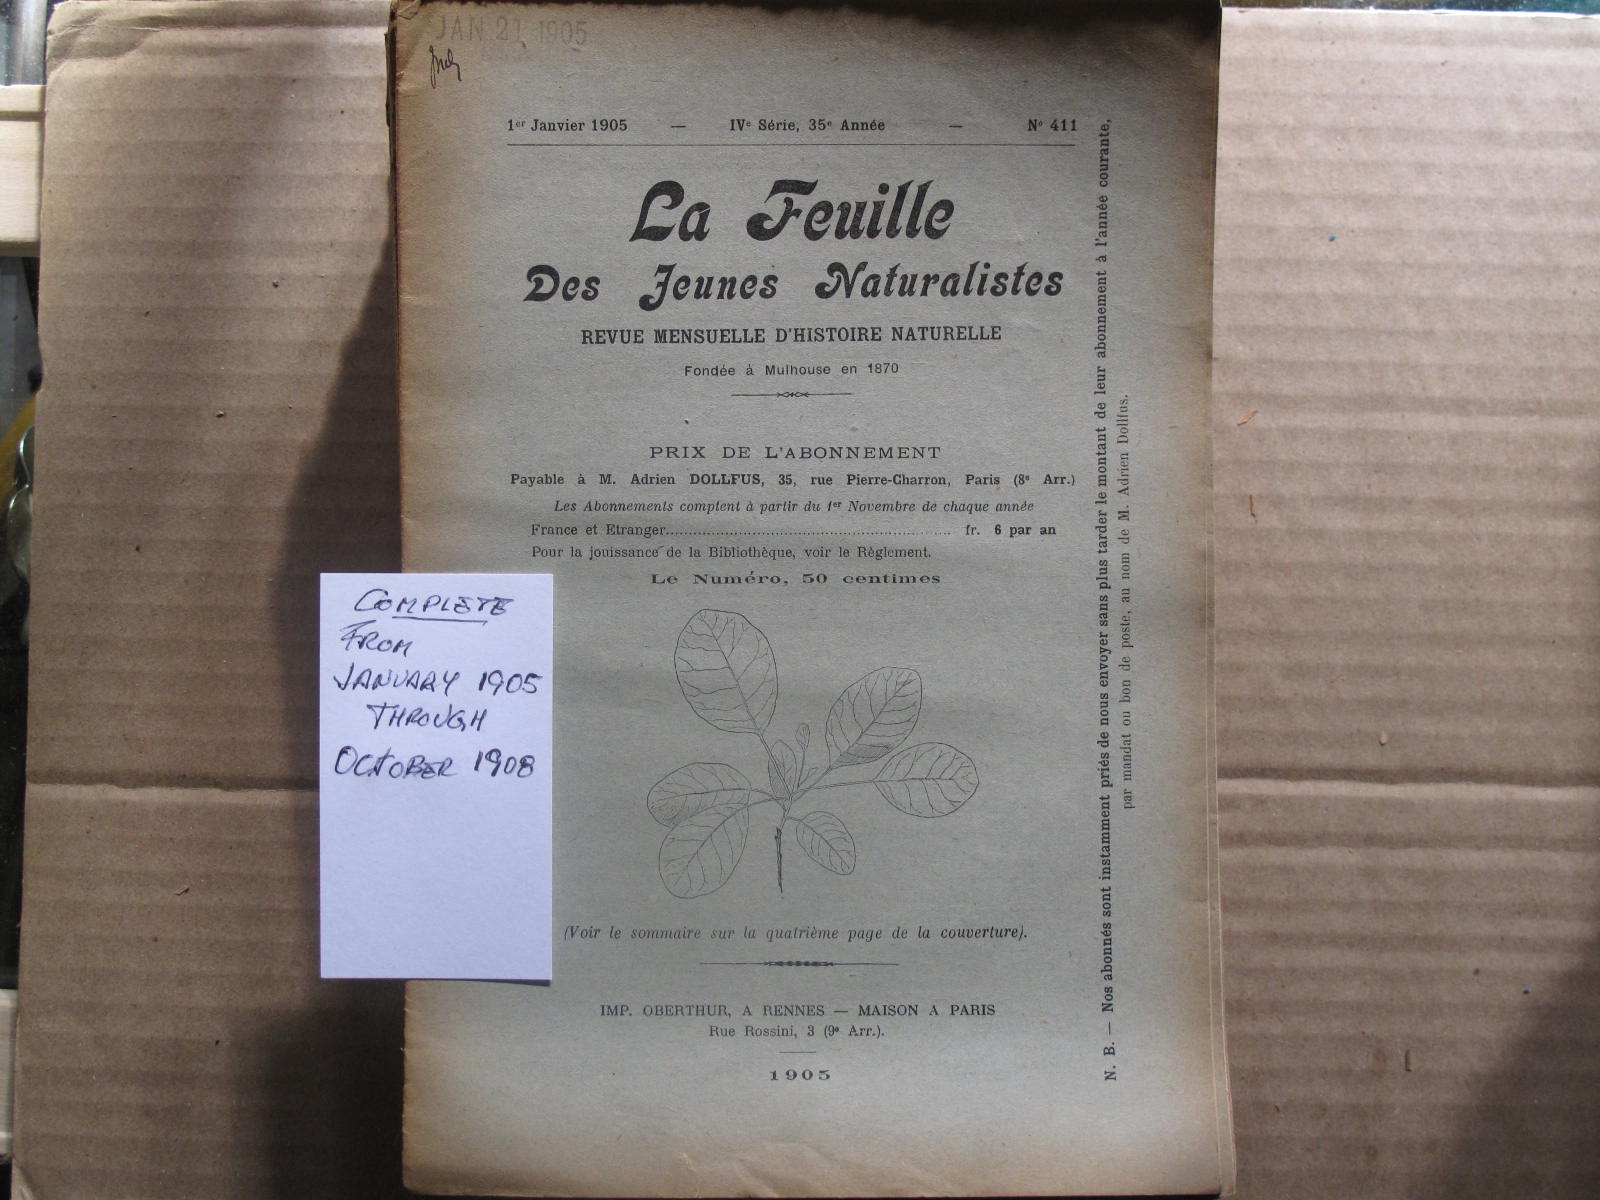 JAN 21 1905
1er Janvier 1905 — IVe Série, 35e Année — No 411
La Feuille
Des Jeunes Naturalistes
REVUE MENSUELLE D'HISTOIRE NATURELLE
Fondée à Mulhouse en 1870
PRIX DE L'ABONNEMENT
Payable à M. Adrien DOLLFUS, 35, rue Pierre-Charron, Paris (8e Arr.)
Les Abonnements comptent à partir du 1er Novembre de chaque année
France et Etranger............................................................ fr. 6 par an
Pour la jouissance de la Bibliothèque, voir le Règlement.
Le Numéro, 50 centimes
(Voir le sommaire sur la quatrième page de la couverture).
IMP. OBERTHUR, A RENNES — MAISON A PARIS
Rue Rossini, 3 (9e Arr.).
1905
N. B. — Nos abonnés sont instamment priés de nous envoyer sans plus tarder le montant de leur abonnement à l'année courante,
par mandat ou bon de poste, au nom de M. Adrien Dollfus.
COMPLETE
FROM
JANUARY 1905
THROUGH
OCTOBER 1908